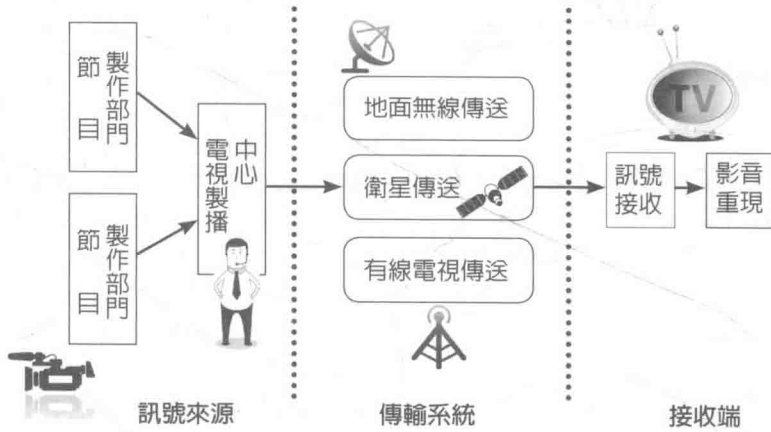 節目
製作部門
節目
製作部門
電視製播
中心
地面無線傳送
衛星傳送
有線電視傳送
TV
訊號
接收
影音
重現
訊號來源
傳輸系統
接收端